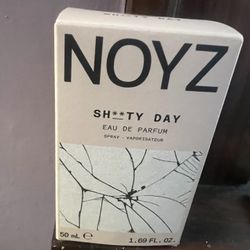 NOYZ
SH**TY DAY
EAU DE PARFUM
SPRAY - VAPORISATEUR
50 mL ℮
1.69 FL. OZ.